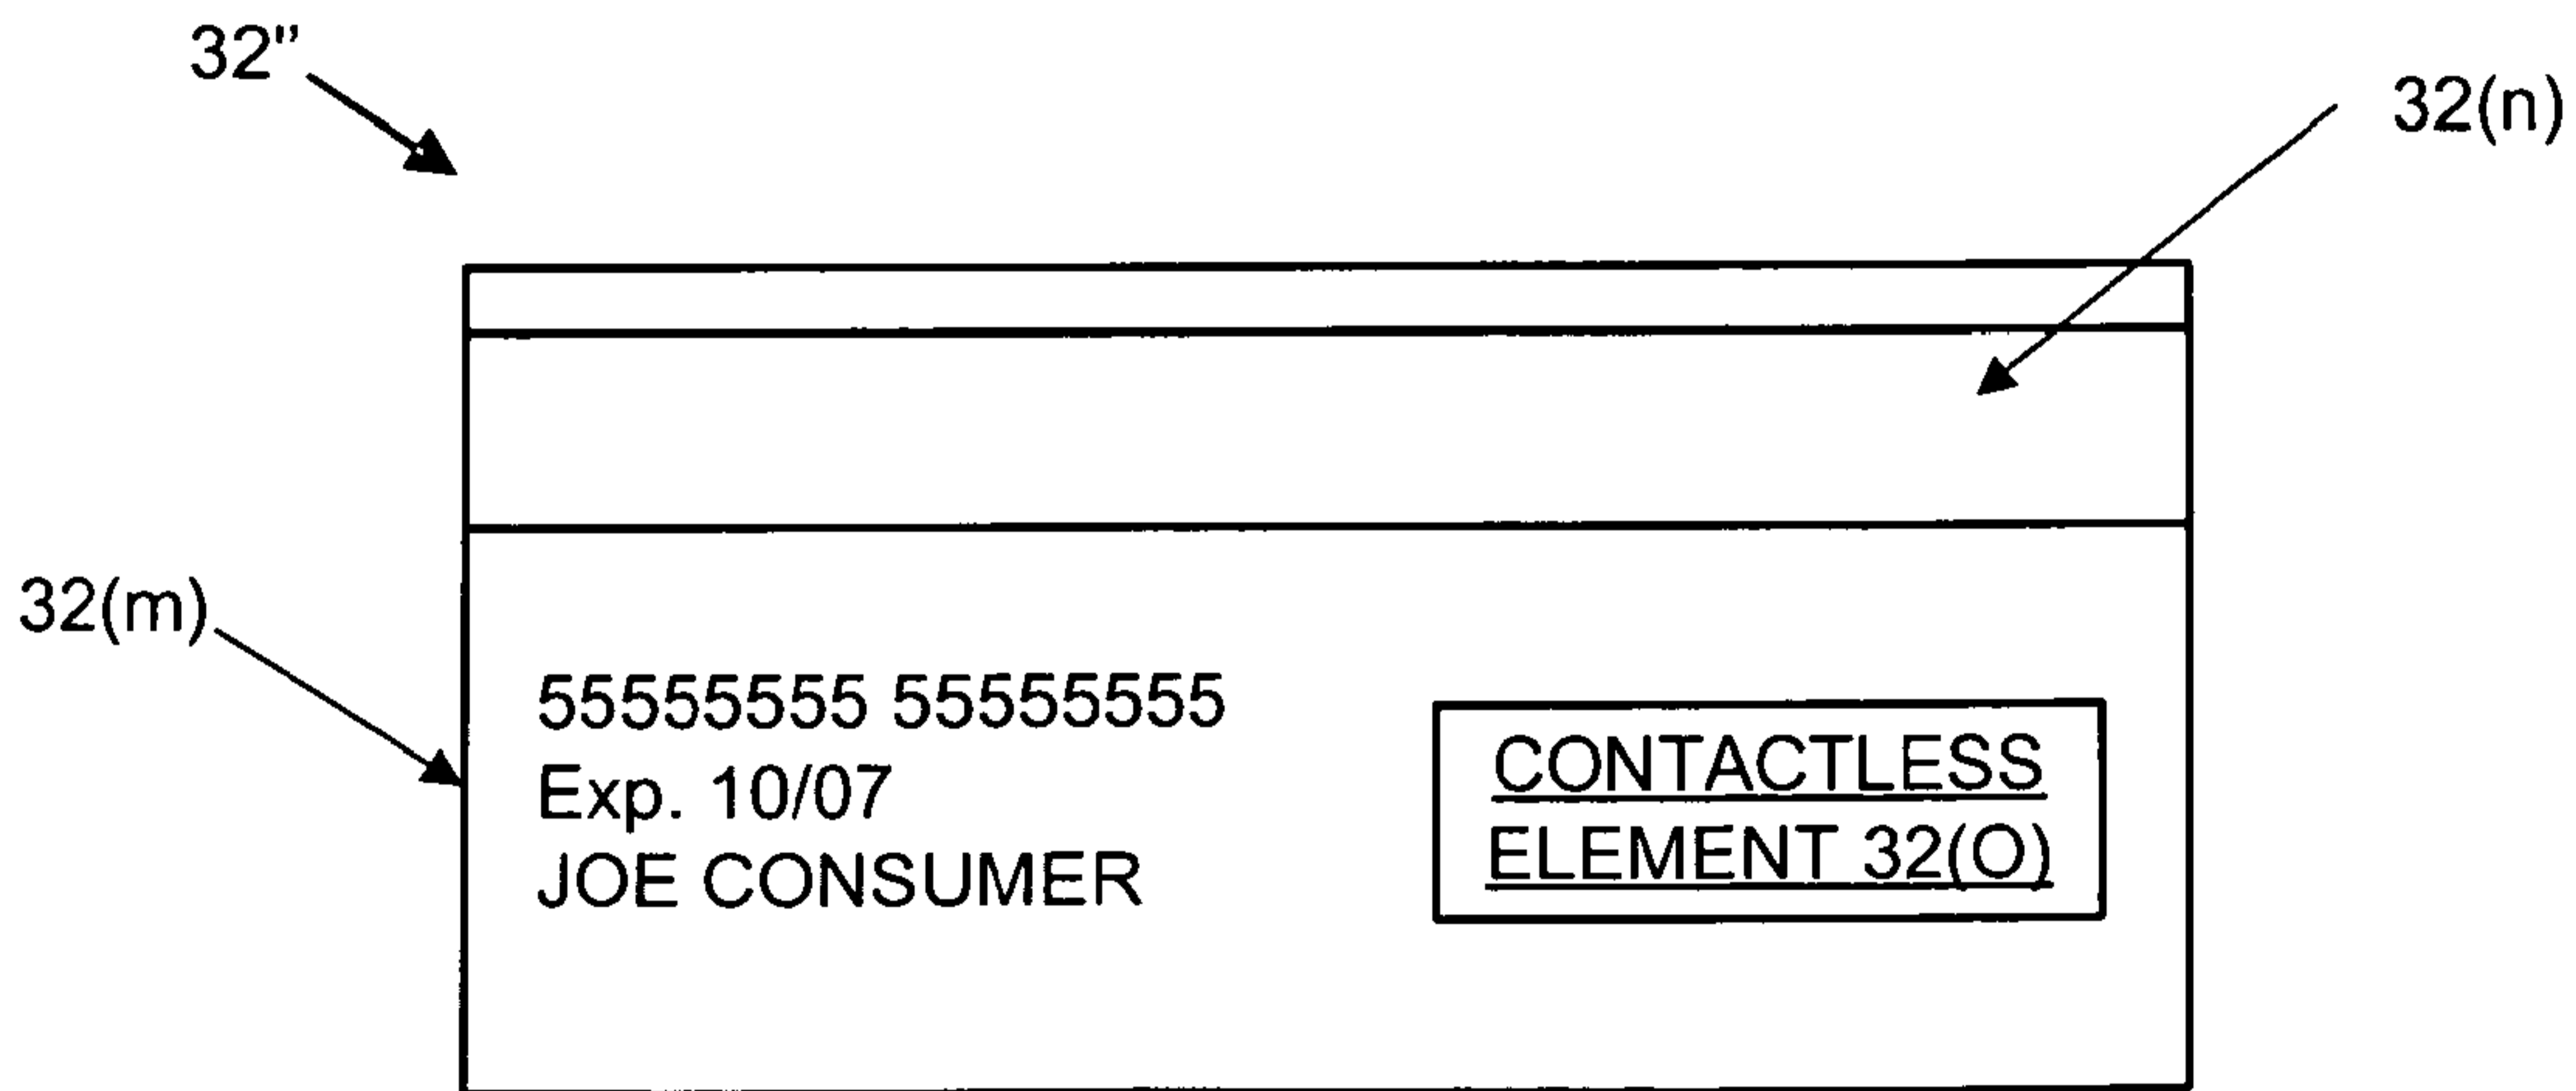 32"
32(n)
32(m)
55555555 55555555
Exp. 10/07
JOE CONSUMER
CONTACTLESS
ELEMENT 32(O)